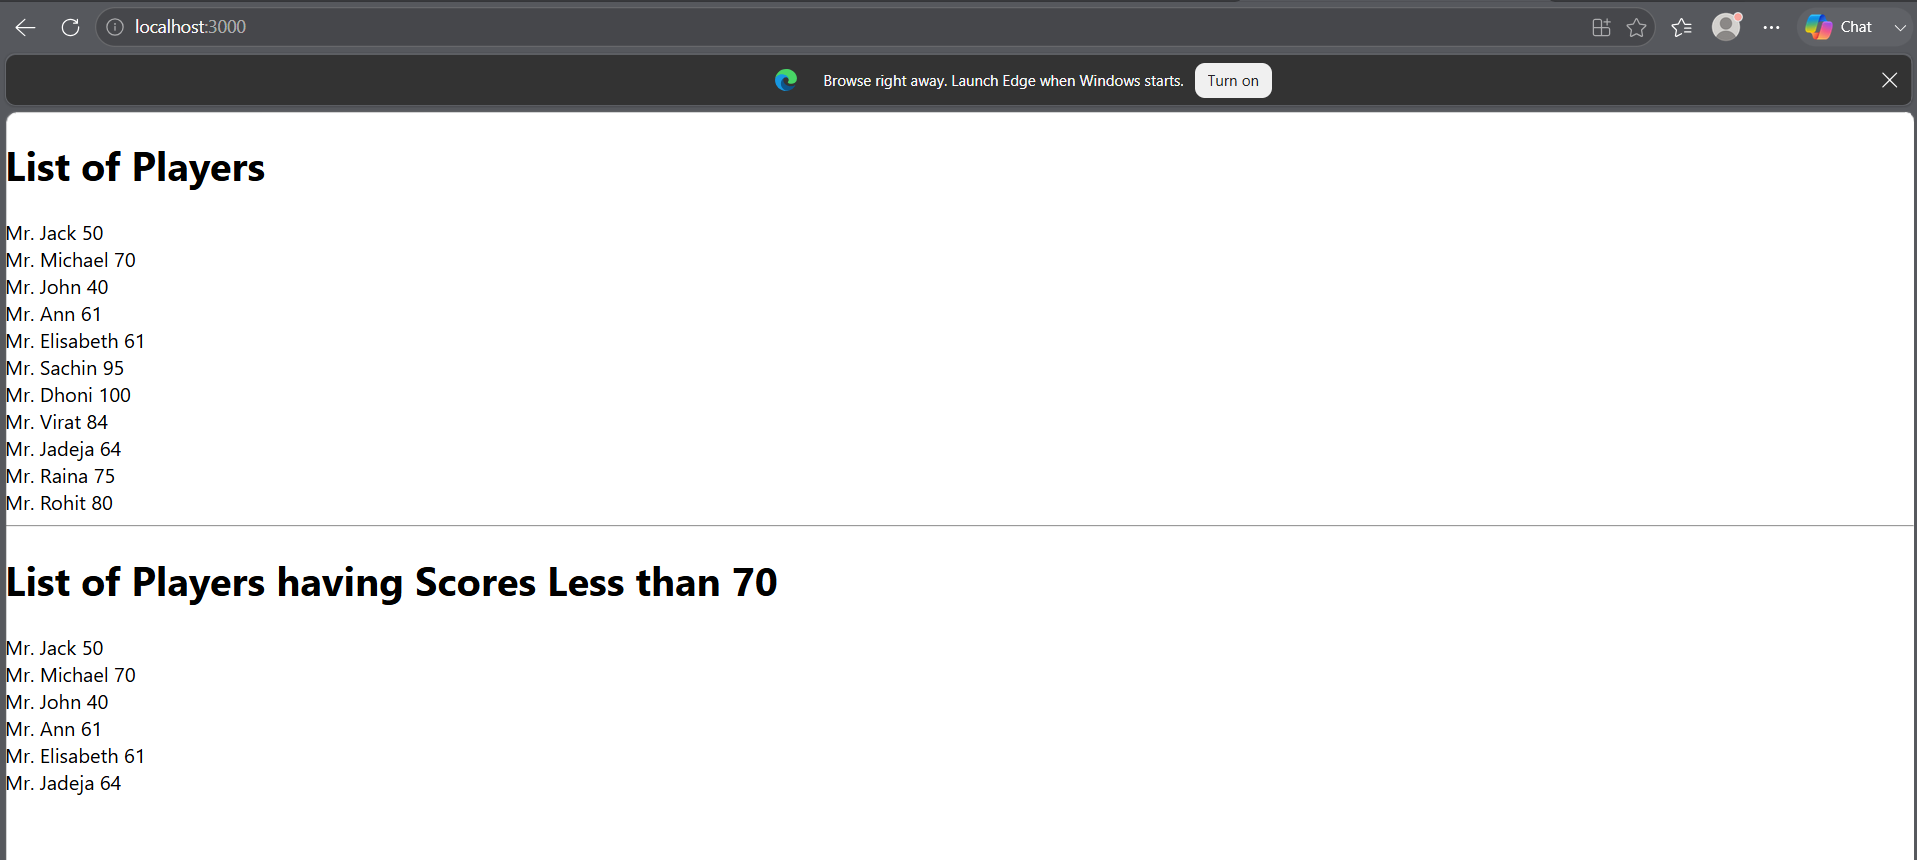 localhost:3000
Chat
Browse right away. Launch Edge when Windows starts. Turn on
List of Players
Mr. Jack 50
Mr. Michael 70
Mr. John 40
Mr. Ann 61
Mr. Elisabeth 61
Mr. Sachin 95
Mr. Dhoni 100
Mr. Virat 84
Mr. Jadeja 64
Mr. Raina 75
Mr. Rohit 80
List of Players having Scores Less than 70
Mr. Jack 50
Mr. Michael 70
Mr. John 40
Mr. Ann 61
Mr. Elisabeth 61
Mr. Jadeja 64